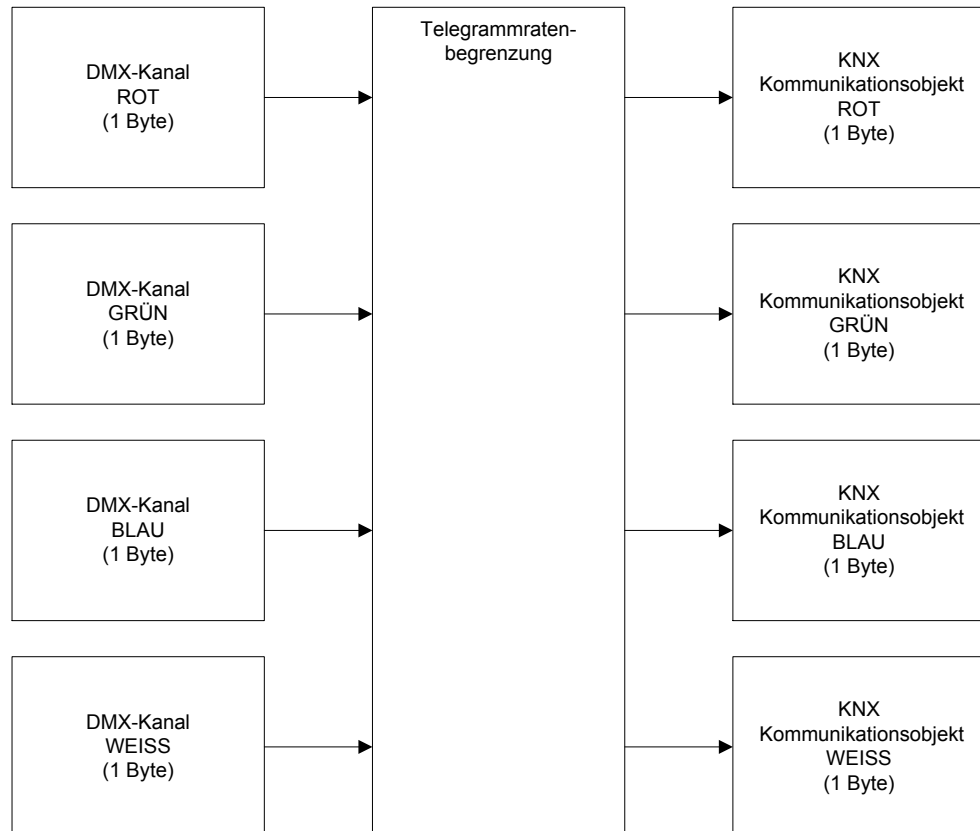 Telegrammraten-
begrenzung
DMX-Kanal
ROT
(1 Byte)
KNX
Kommunikationsobjekt
ROT
(1 Byte)
DMX-Kanal
GRÜN
(1 Byte)
KNX
Kommunikationsobjekt
GRÜN
(1 Byte)
DMX-Kanal
BLAU
(1 Byte)
KNX
Kommunikationsobjekt
BLAU
(1 Byte)
DMX-Kanal
WEISS
(1 Byte)
KNX
Kommunikationsobjekt
WEISS
(1 Byte)